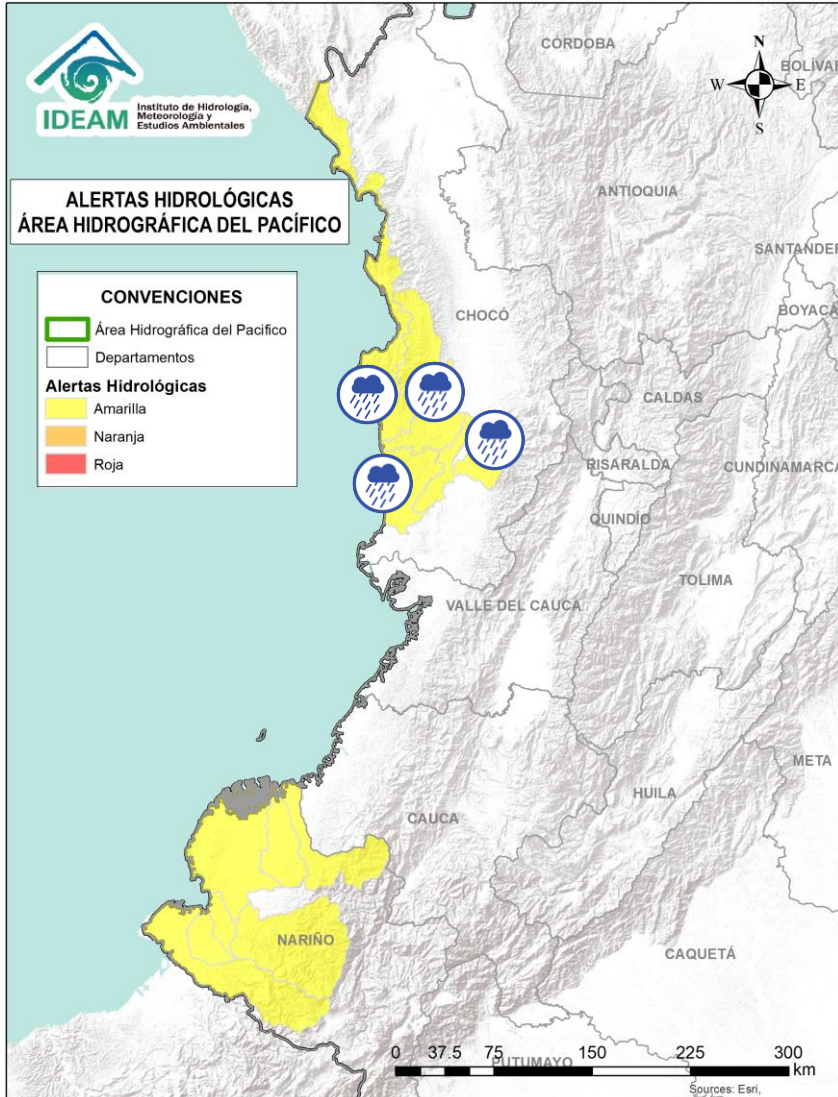 IDEAM
Instituto de Hidrología,
Meteorología y
Estudios Ambientales
ALERTAS HIDROLÓGICAS
ÁREA HIDROGRÁFICA DEL PACÍFICO
CONVENCIONES
Área Hidrográfica del Pacifico
Departamentos
Alertas Hidrológicas
Amarilla
Naranja
Roja
N
W
E
S
CÓRDOBA
BOLÍVAR
ANTIOQUIA
SANTANDER
BOYACÁ
CHOCÓ
CALDAS
RISARALDA
CUNDINAMARCA
QUINDÍO
TOLIMA
VALLE DEL CAUCA
META
HUILA
CAUCA
NARIÑO
CAQUETÁ
PUTUMAYO
0 37.5 75 150 225 300
km
Sources: Esri,